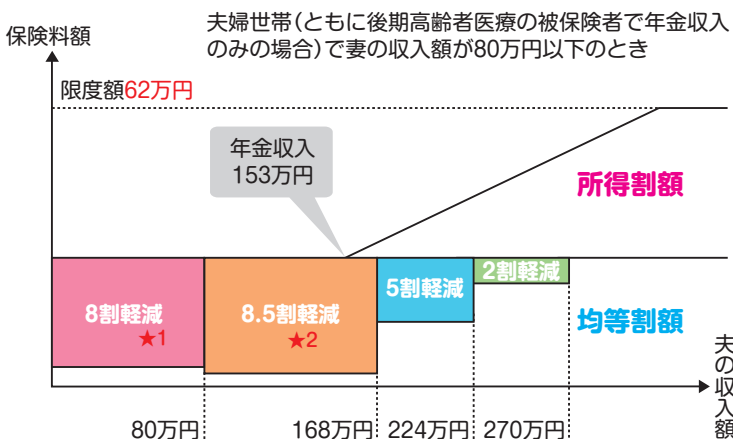 夫婦世帯(ともに後期高齢者医療の被保険者で年金収入
のみの場合)で妻の収入額が80万円以下のとき
保険料額
限度額62万円
年金収入
153万円
所得割額
8割軽減
★1
8.5割軽減
★2
5割軽減
2割軽減
均等割額
夫の収入額
80万円
168万円
224万円
270万円